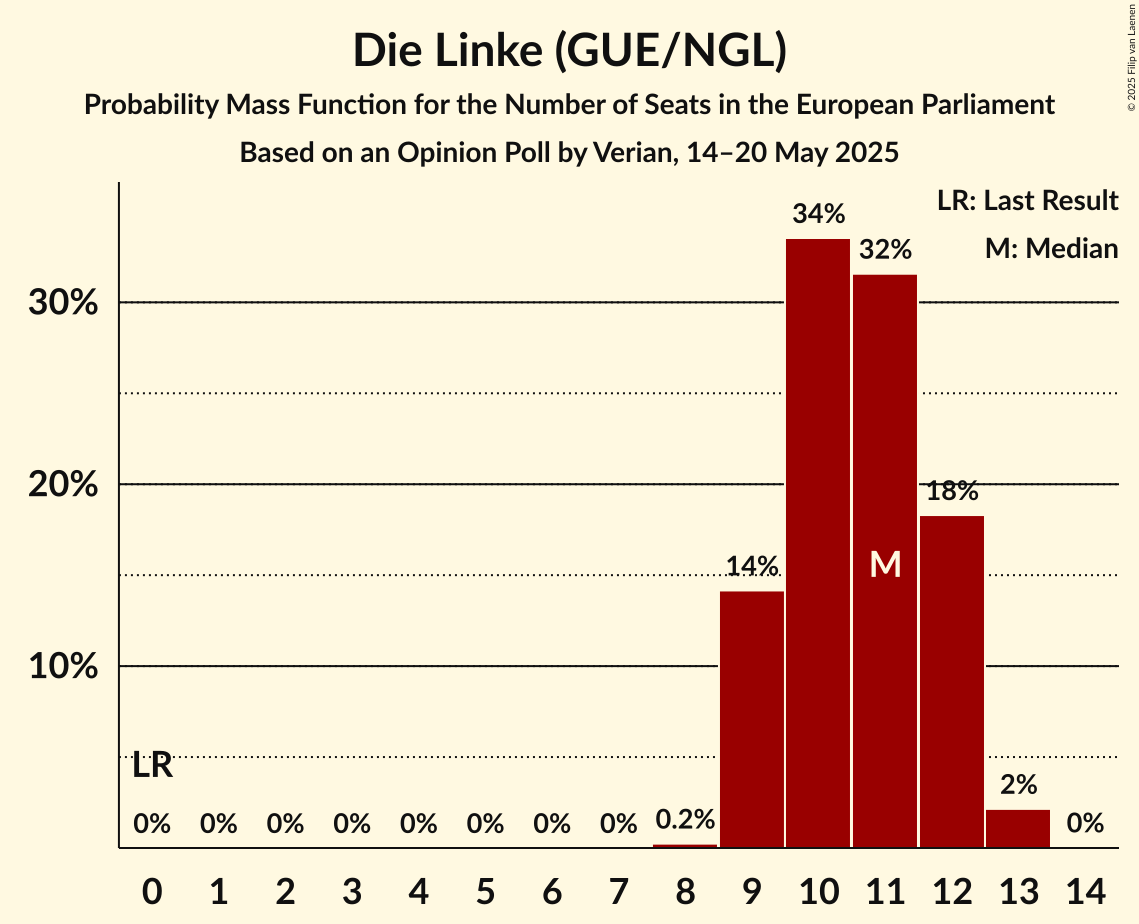 Die Linke (GUE/NGL)
Probability Mass Function for the Number of Seats in the European Parliament
Based on an Opinion Poll by Verian, 14–20 May 2025
© 2025 Filip van Laenen
LR: Last Result
M: Median
34%
32%
30%
20%
18%
14%
M
10%
LR
0% 0% 0% 0% 0% 0% 0% 0% 0.2% 2% 0%
0 1 2 3 4 5 6 7 8 9 10 11 12 13 14